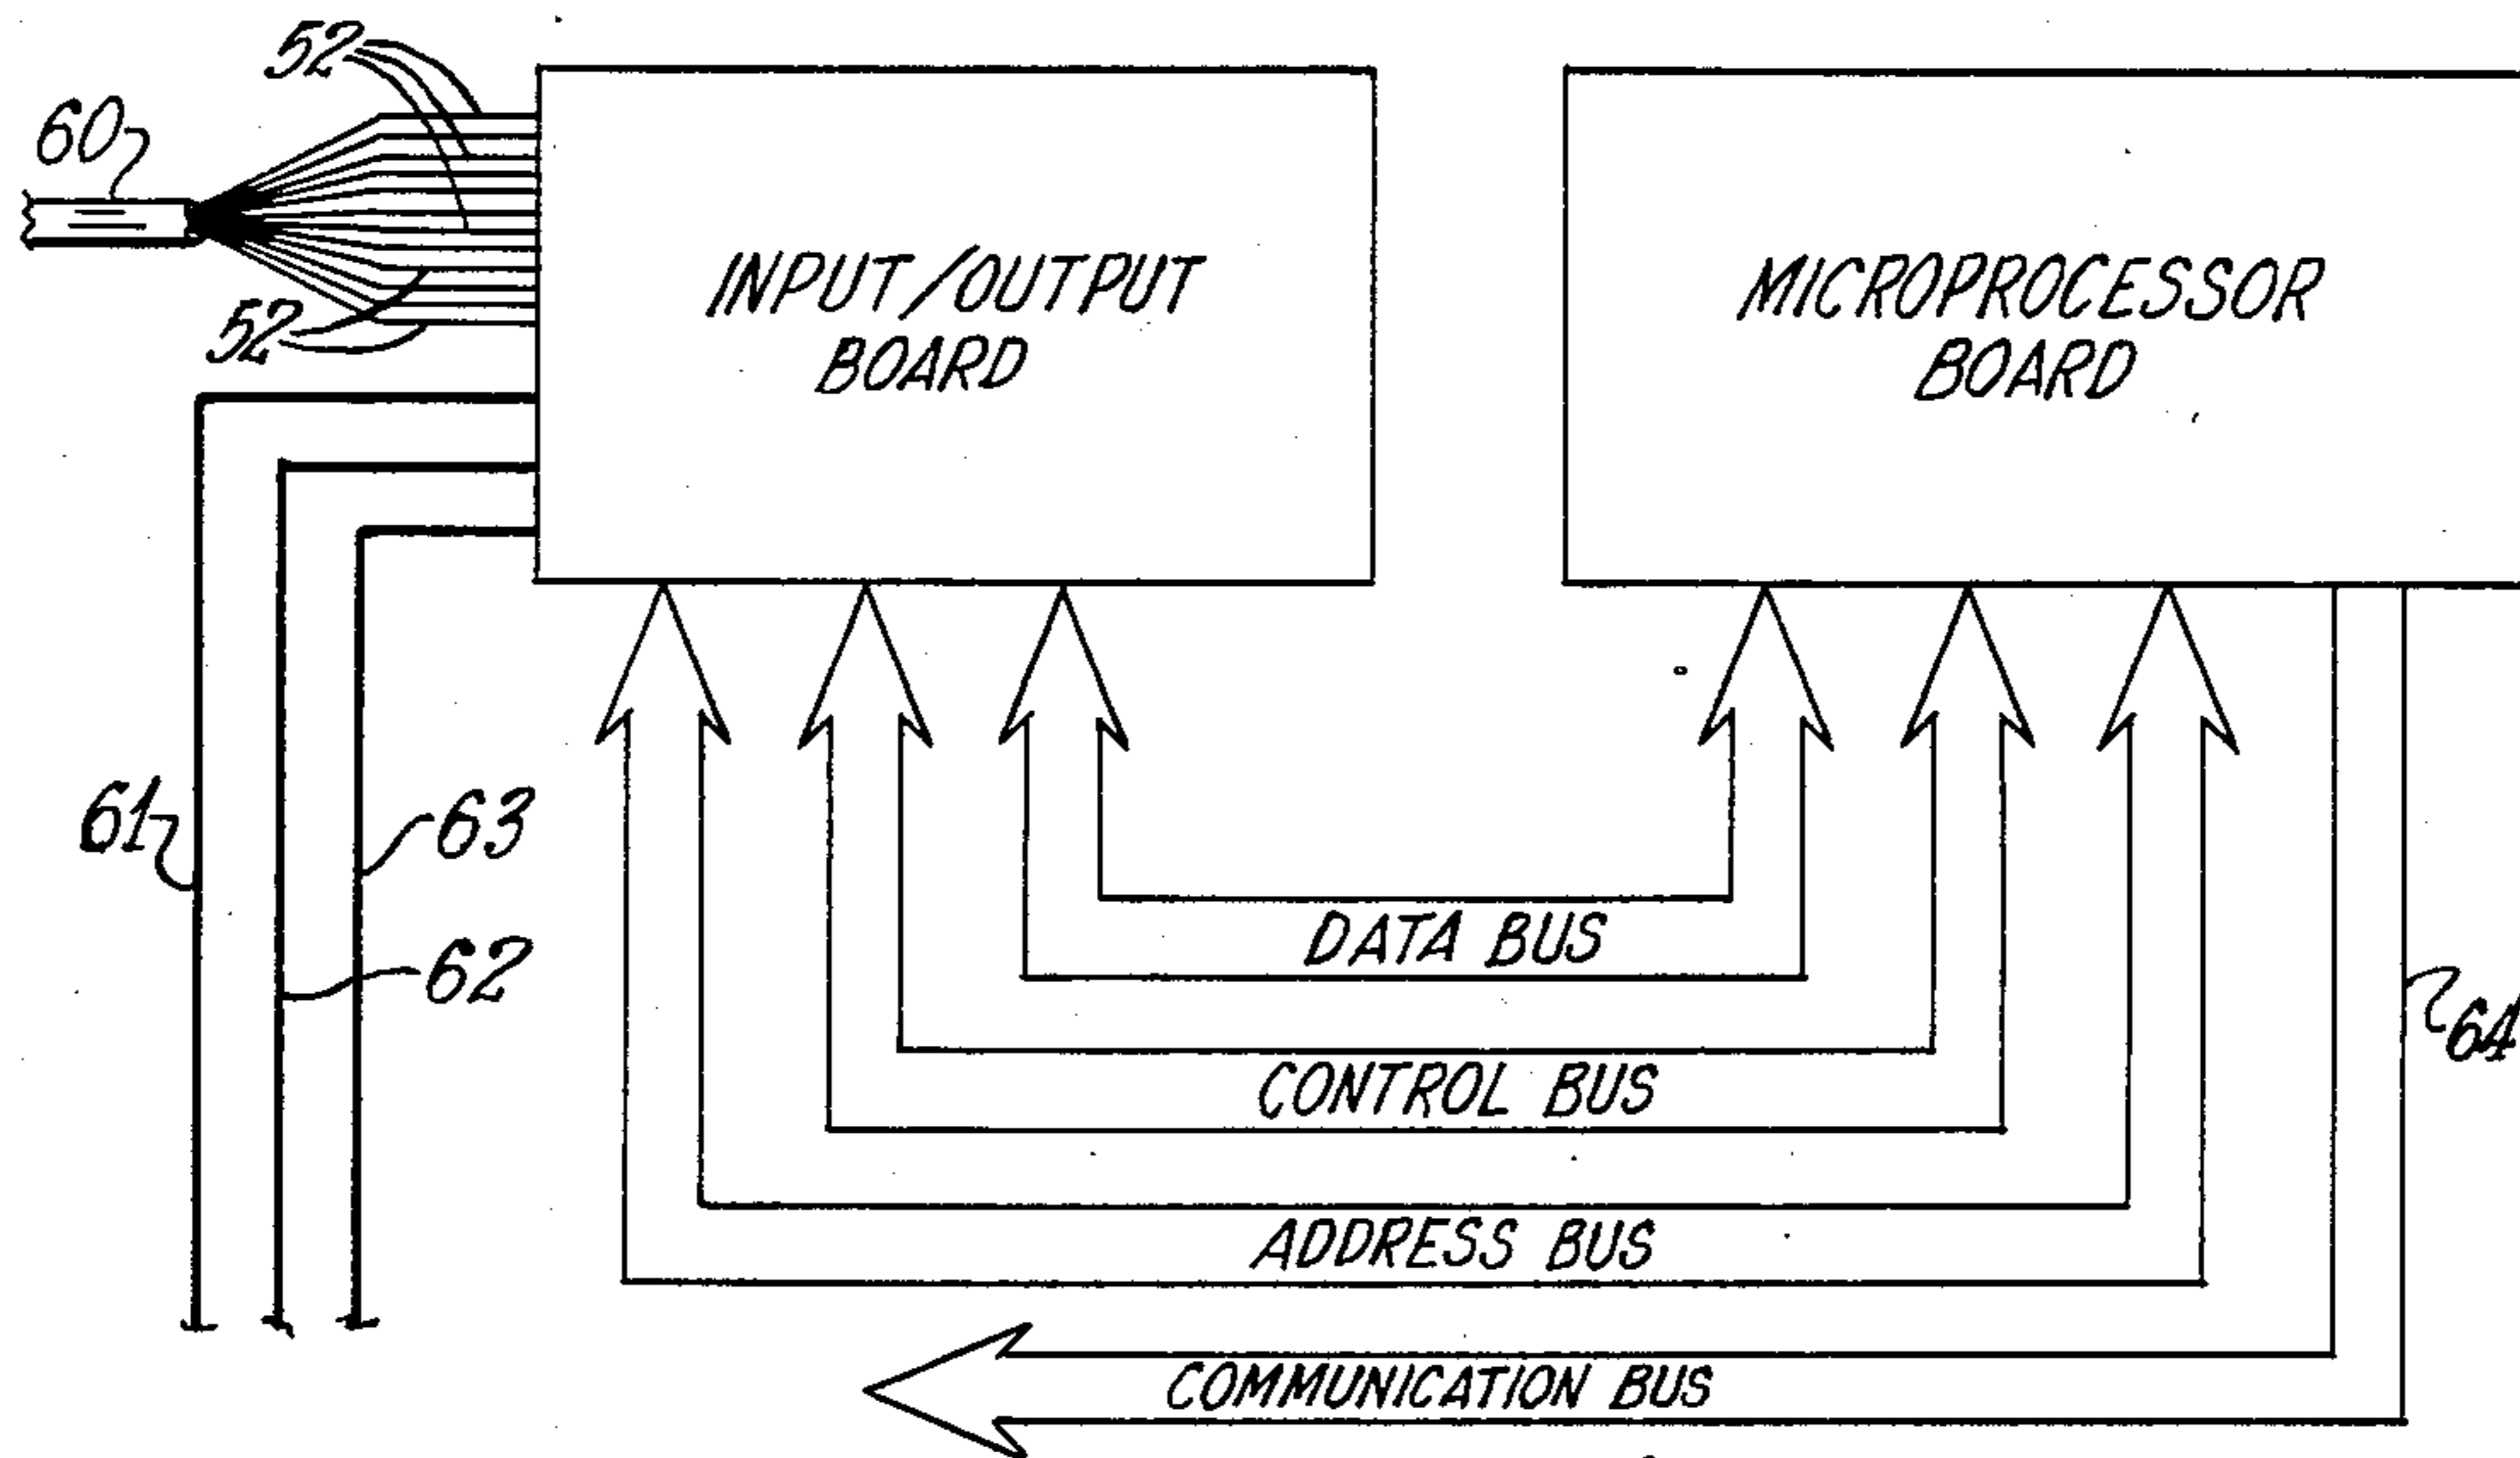 52
60
INPUT/OUTPUT
BOARD
MICROPROCESSOR
BOARD
52
61
63
62
DATA BUS
64
CONTROL BUS
ADDRESS BUS
COMMUNICATION BUS